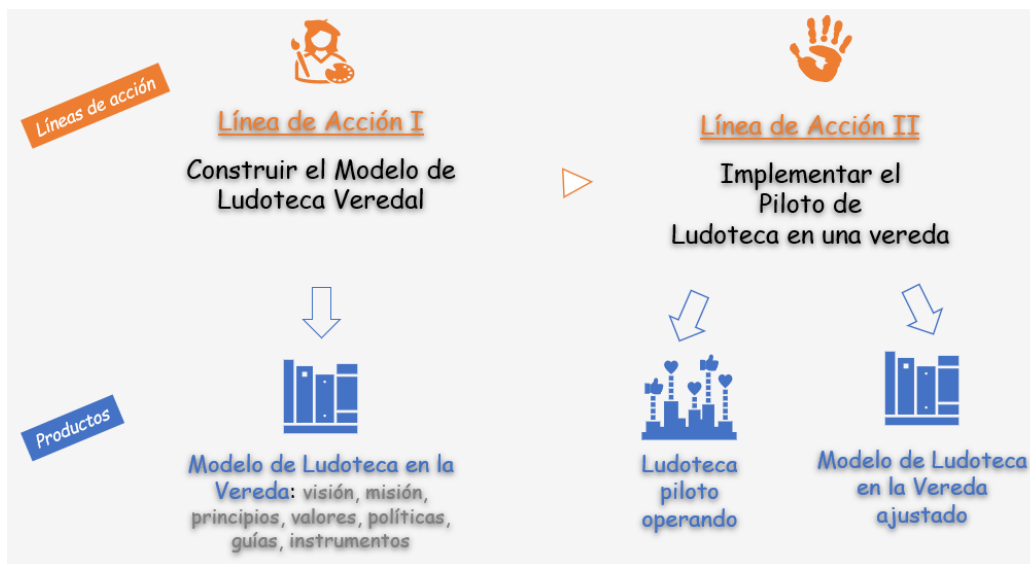 Líneas de acción
Línea de Acción I
Construir el Modelo de
Ludoteca Veredal
Línea de Acción II
Implementar el
Piloto de
Ludoteca en una vereda
Productos
Modelo de Ludoteca en la
Vereda: visión, misión,
principios, valores, políticas,
guías, instrumentos
Ludoteca
piloto
operando
Modelo de Ludoteca
en la Vereda
ajustado